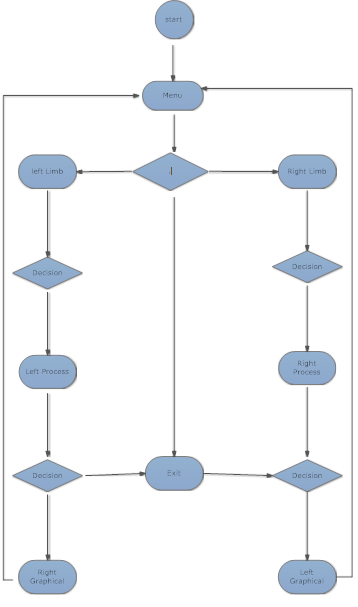 start
Menu
left Limb
Right Limb
Decision
Decision
Left Process
Right
Process
Decision
Exit
Decision
Right
Graphical
Left
Graphical